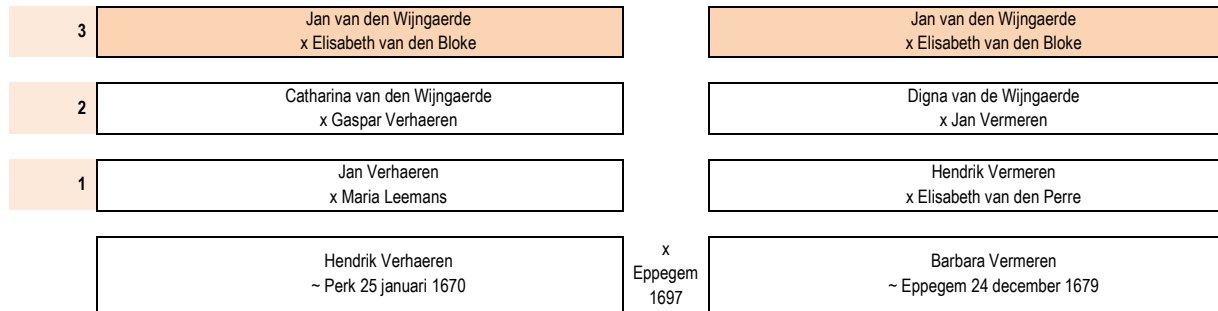 3
Jan van den Wijngaerde
x Elisabeth van den Bloke
Jan van den Wijngaerde
x Elisabeth van den Bloke
2
Catharina van den Wijngaerde
x Gaspar Verhaeren
Digna van de Wijngaerde
x Jan Vermeren
1
Jan Verhaeren
x Maria Leemans
Hendrik Vermeren
x Elisabeth van den Perre
Hendrik Verhaeren
~ Perk 25 januari 1670
x
Eppegem
1697
Barbara Vermeren
~ Eppegem 24 december 1679